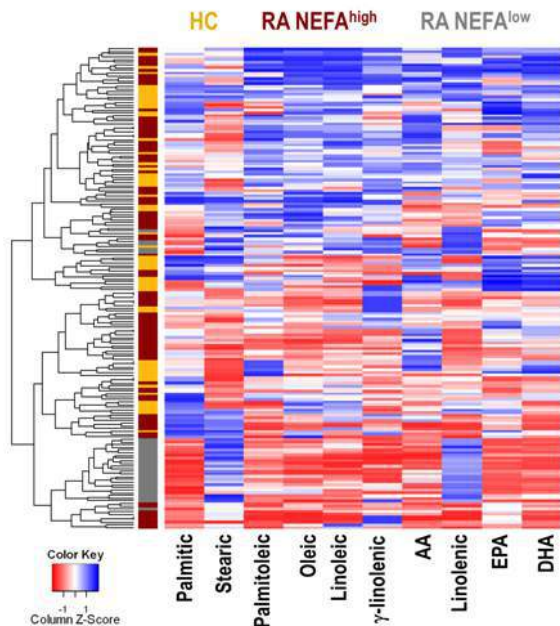 HC RA NEFAhigh RA NEFAlow
Palmitic
Stearic
Palmitoleic
Oleic
Linoleic
γ-linolenic
AA
Linolenic
EPA
DHA
Color Key
-1 1
Column Z-Score